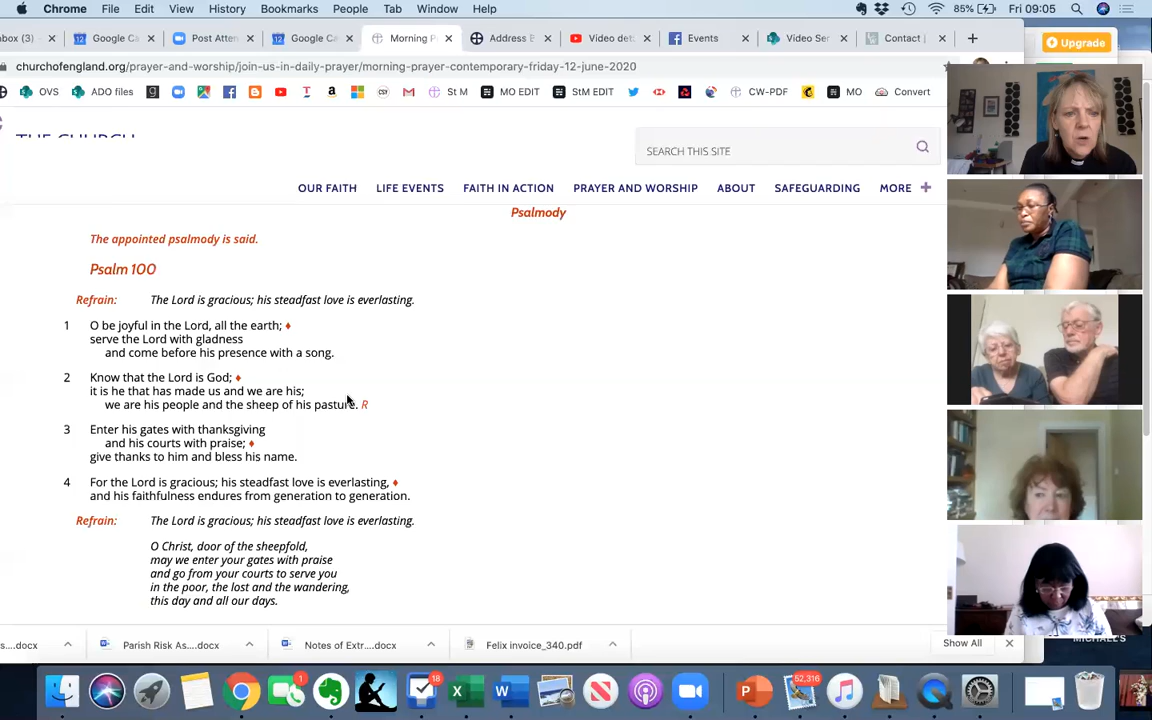 Chrome File Edit View History Bookmarks People Tab Window Help 85% Fri 09:05
nbox (3) Google Ca Post Atten Google Ca Morning P Address B Video det Events Video Ser Contact
churchofengland.org/prayer-and-worship/join-us-in-daily-prayer/morning-prayer-contemporary-friday-12-june-2020
Upgrade
OVS ADO files St M MO EDIT StM EDIT CW-PDF MO Convert
THE CHURCH
SEARCH THIS SITE
OUR FAITH LIFE EVENTS FAITH IN ACTION PRAYER AND WORSHIP ABOUT SAFEGUARDING MORE +
Psalmody
The appointed psalmody is said.
Psalm 100
Refrain: The Lord is gracious; his steadfast love is everlasting.
1 O be joyful in the Lord, all the earth; ♦
serve the Lord with gladness
and come before his presence with a song.
2 Know that the Lord is God; ♦
it is he that has made us and we are his;
we are his people and the sheep of his pasture. R
3 Enter his gates with thanksgiving
and his courts with praise; ♦
give thanks to him and bless his name.
4 For the Lord is gracious; his steadfast love is everlasting, ♦
and his faithfulness endures from generation to generation.
Refrain: The Lord is gracious; his steadfast love is everlasting.
O Christ, door of the sheepfold,
may we enter your gates with praise
and go from your courts to serve you
in the poor, the lost and the wandering,
this day and all our days.
s....docx Parish Risk As....docx Notes of Extr....docx Felix invoice_340.pdf Show All
MICHAEL'S
1 18 52,316